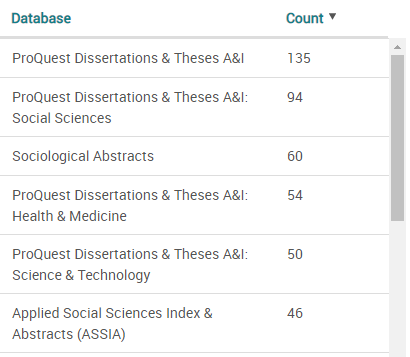 Database Count ▼
ProQuest Dissertations & Theses A&I 135
ProQuest Dissertations & Theses A&I: 94
Social Sciences
Sociological Abstracts 60
ProQuest Dissertations & Theses A&I: 54
Health & Medicine
ProQuest Dissertations & Theses A&I: 50
Science & Technology
Applied Social Sciences Index & 46
Abstracts (ASSIA)